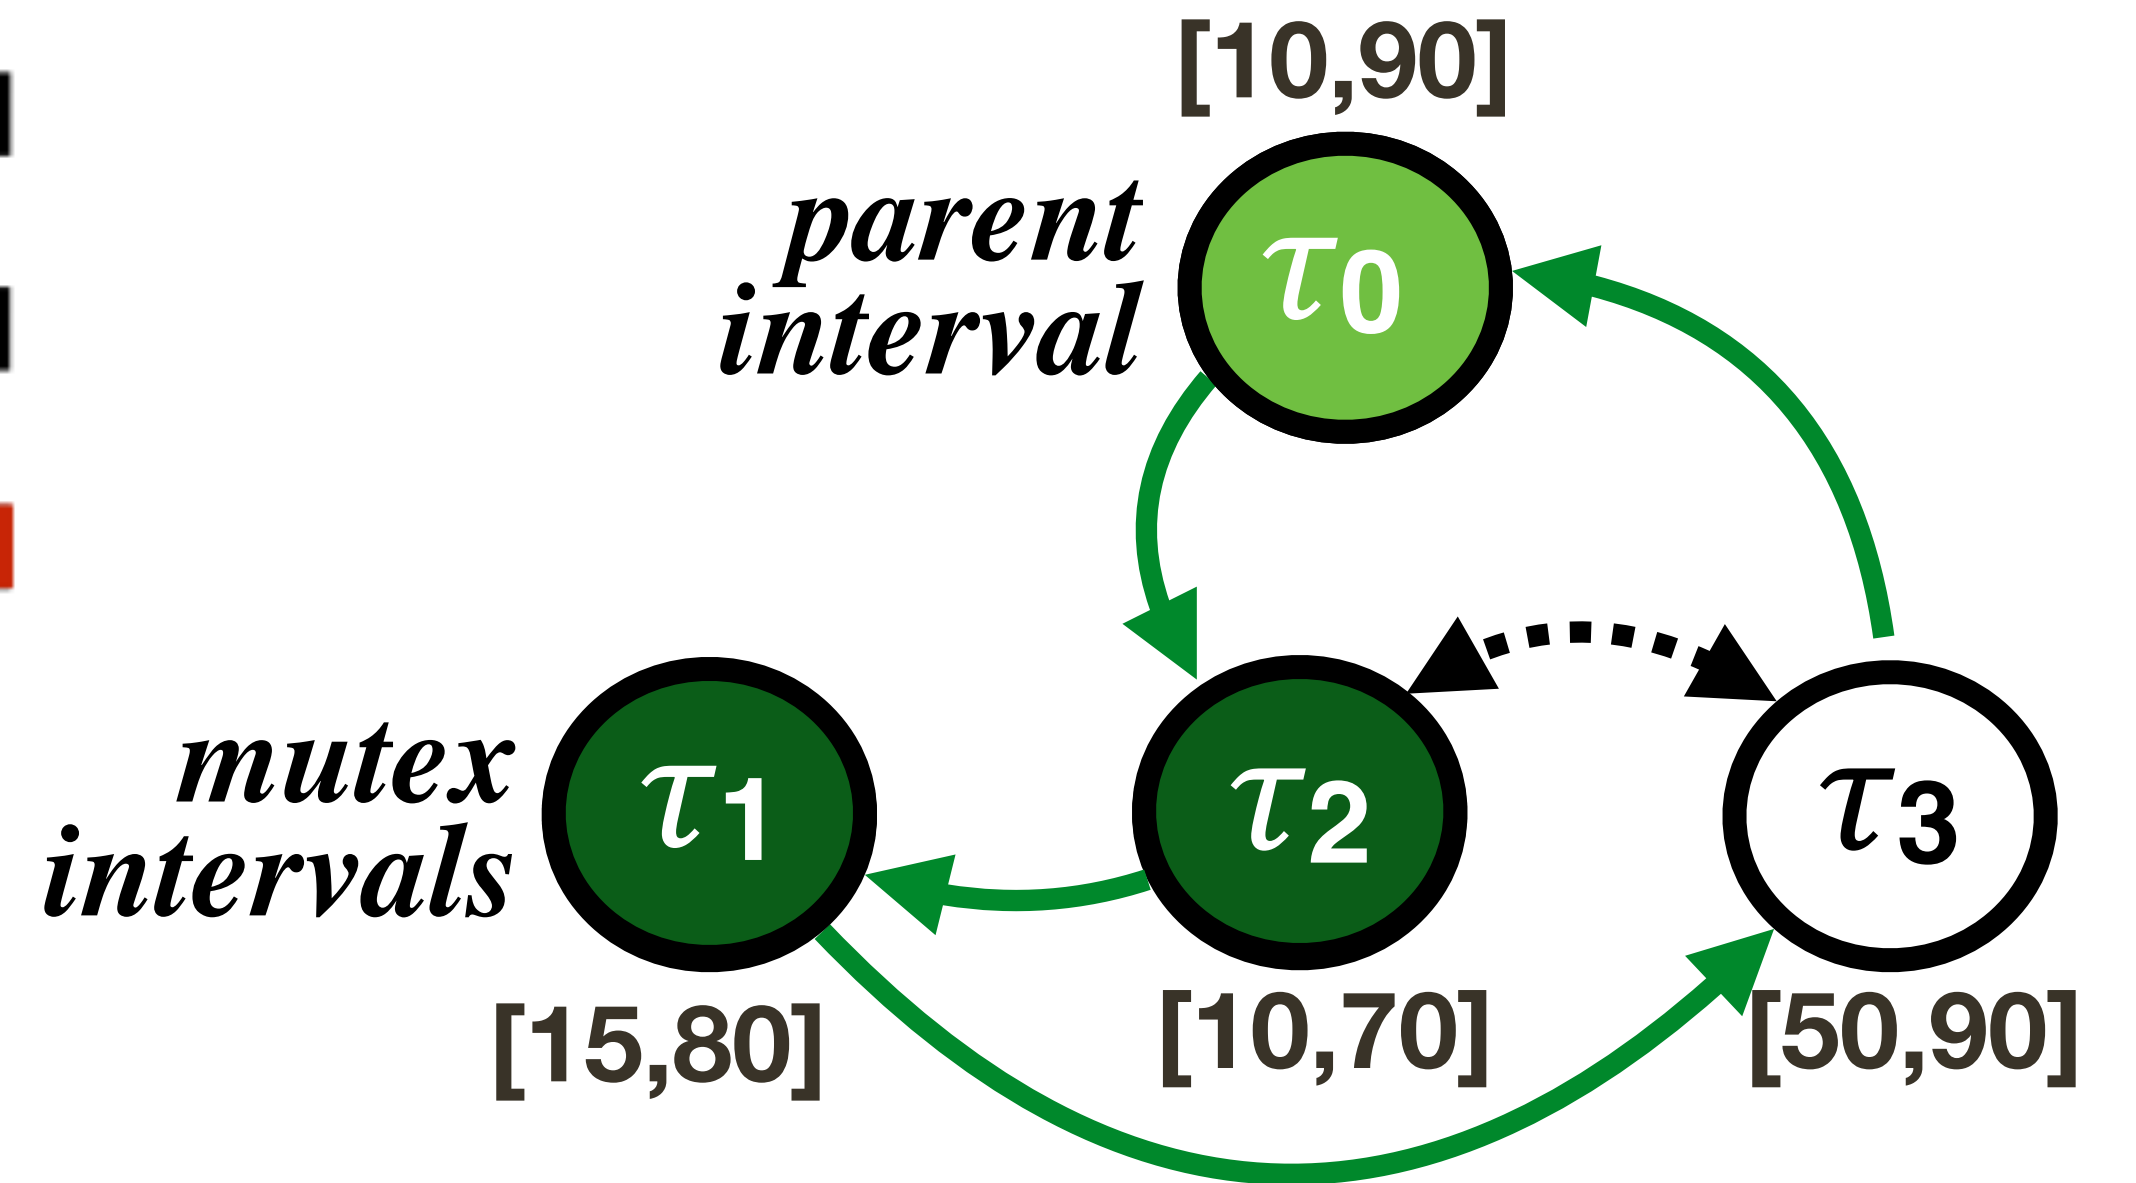 [10,90]
parent
interval
τ0
mutex
intervals
τ1
τ2
τ3
[15,80]
[10,70]
[50,90]